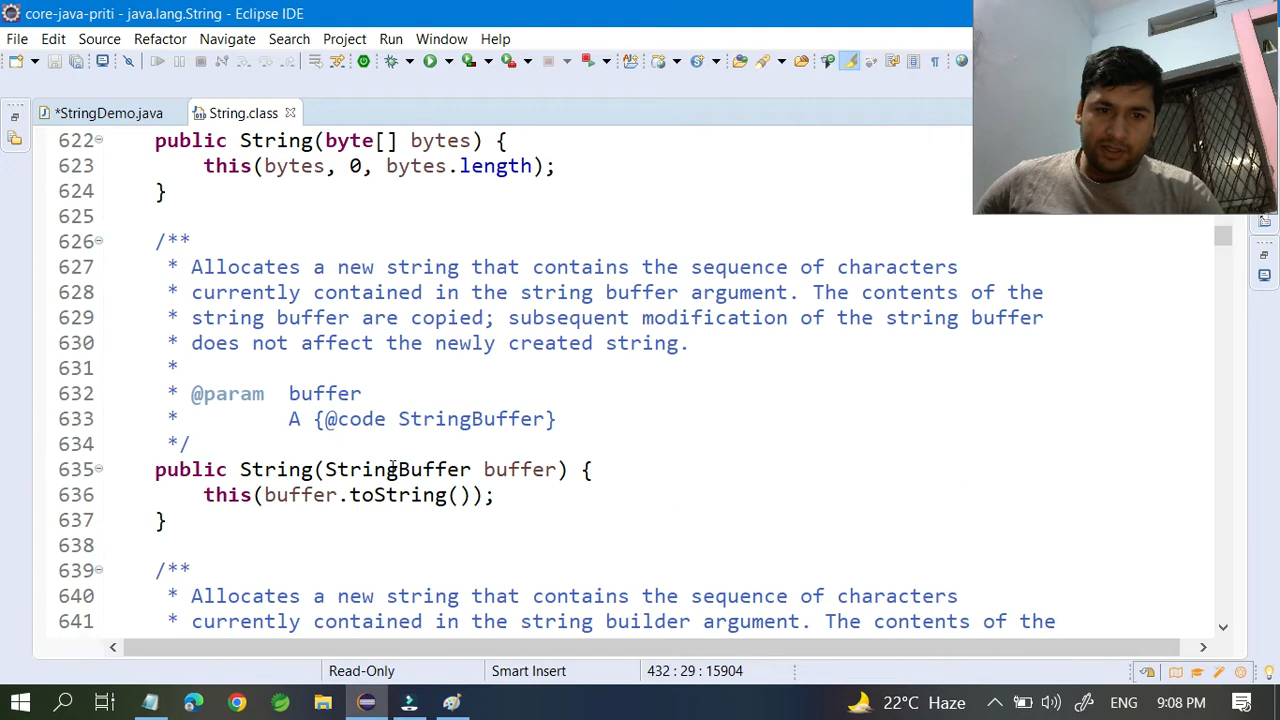 core-java-priti - java.lang.String - Eclipse IDE
File Edit Source Refactor Navigate Search Project Run Window Help
*StringDemo.java String.class
622 public String(byte[] bytes) {
623 this(bytes, 0, bytes.length);
624 }
625
626 /**
627 * Allocates a new string that contains the sequence of characters
628 * currently contained in the string buffer argument. The contents of the
629 * string buffer are copied; subsequent modification of the string buffer
630 * does not affect the newly created string.
631 *
632 * @param buffer
633 * A {@code StringBuffer}
634 */
635 public String(StringBuffer buffer) {
636 this(buffer.toString());
637 }
638
639 /**
640 * Allocates a new string that contains the sequence of characters
641 * currently contained in the string builder argument. The contents of the
Read-Only Smart Insert 432 : 29 : 15904
22°C Haze ENG 9:08 PM